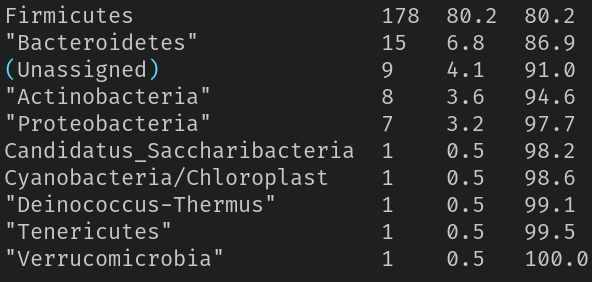 Firmicutes 178 80.2 80.2
"Bacteroidetes" 15 6.8 86.9
(Unassigned) 9 4.1 91.0
"Actinobacteria" 8 3.6 94.6
"Proteobacteria" 7 3.2 97.7
Candidatus_Saccharibacteria 1 0.5 98.2
Cyanobacteria/Chloroplast 1 0.5 98.6
"Deinococcus-Thermus" 1 0.5 99.1
"Tenericutes" 1 0.5 99.5
"Verrucomicrobia" 1 0.5 100.0